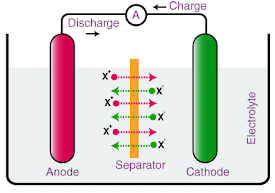 Charge
A
Discharge
X+
X-
X+
X-
X+
X-
Electrolyte
Anode
Separator
Cathode